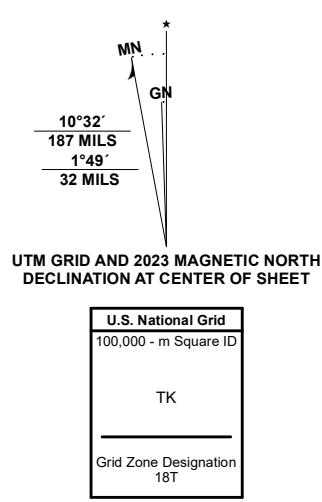 ★
MN
GN
10°32´
187 MILS
1°49´
32 MILS
UTM GRID AND 2023 MAGNETIC NORTH
DECLINATION AT CENTER OF SHEET
U.S. National Grid
100,000 - m Square ID
TK
Grid Zone Designation
18T